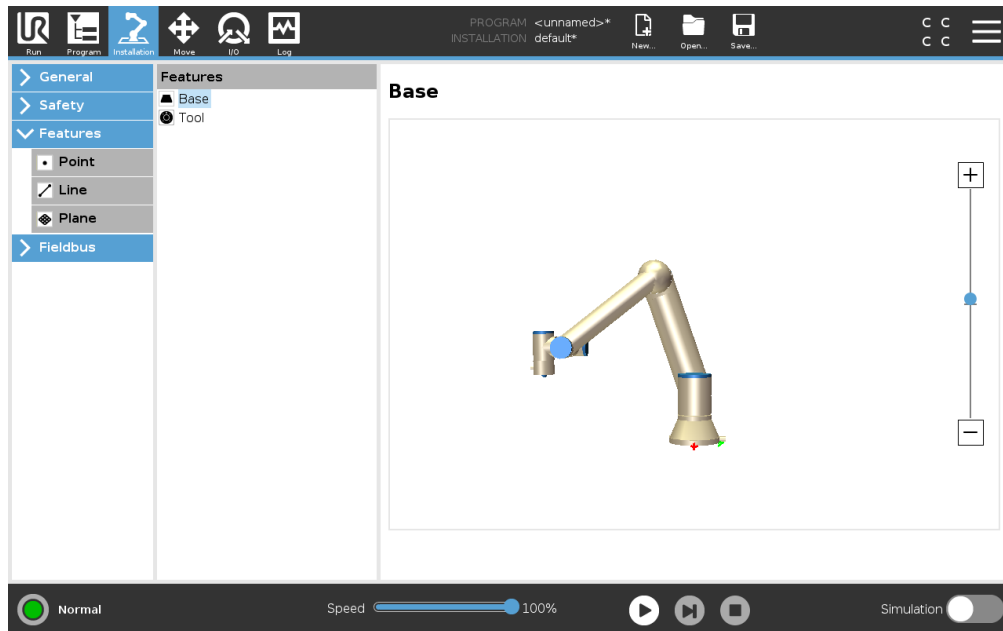 UR
Run
Program
Installation
Move
I/O
Log
PROGRAM <unnamed>*
INSTALLATION default*
New...
Open...
Save...
C C
C C
General
Safety
Features
Point
Line
Plane
Fieldbus
Features
Base
Tool
Base
+
−
Normal
Speed 100%
Simulation